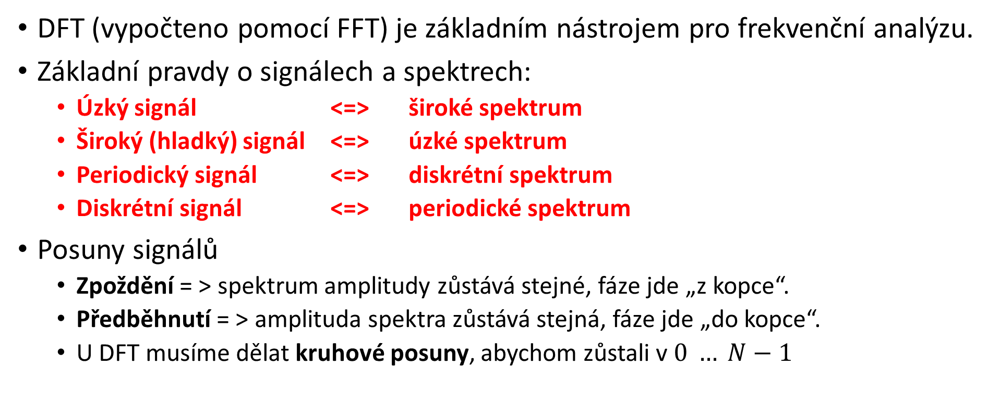 • DFT (vypočteno pomocí FFT) je základním nástrojem pro frekvenční analýzu.
• Základní pravdy o signálech a spektrech:
• Úzký signál <=> široké spektrum
• Široký (hladký) signál <=> úzké spektrum
• Periodický signál <=> diskrétní spektrum
• Diskrétní signál <=> periodické spektrum
• Posuny signálů
• Zpoždění = > spektrum amplitudy zůstává stejné, fáze jde „z kopce“.
• Předběhnutí = > amplituda spektra zůstává stejná, fáze jde „do kopce“.
• U DFT musíme dělat kruhové posuny, abychom zůstali v 0 … N − 1